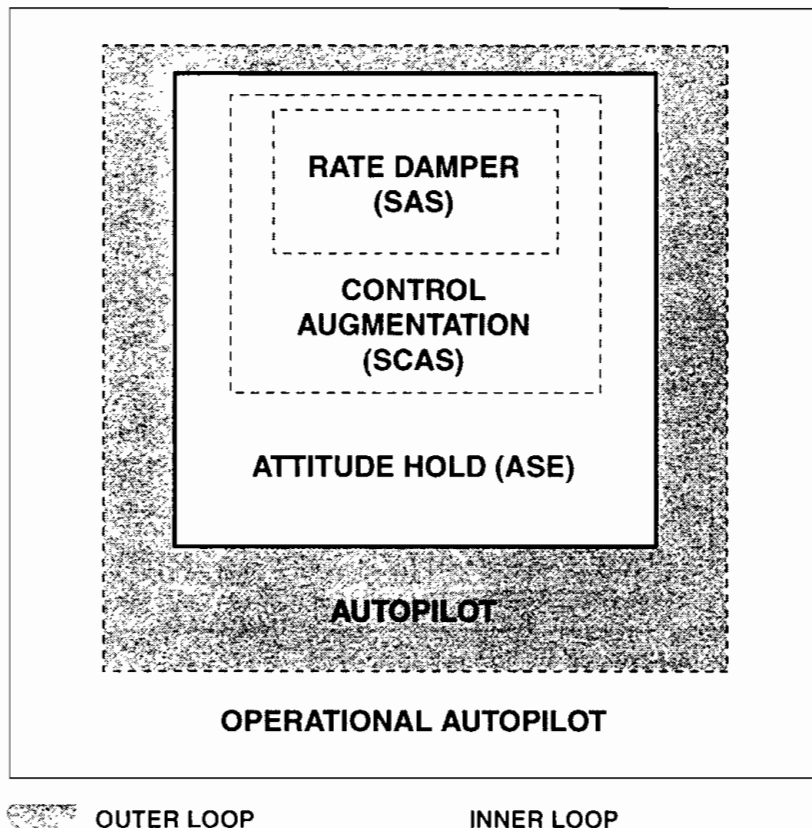 RATE DAMPER
(SAS)
CONTROL
AUGMENTATION
(SCAS)
ATTITUDE HOLD (ASE)
AUTOPILOT
OPERATIONAL AUTOPILOT
OUTER LOOP
INNER LOOP